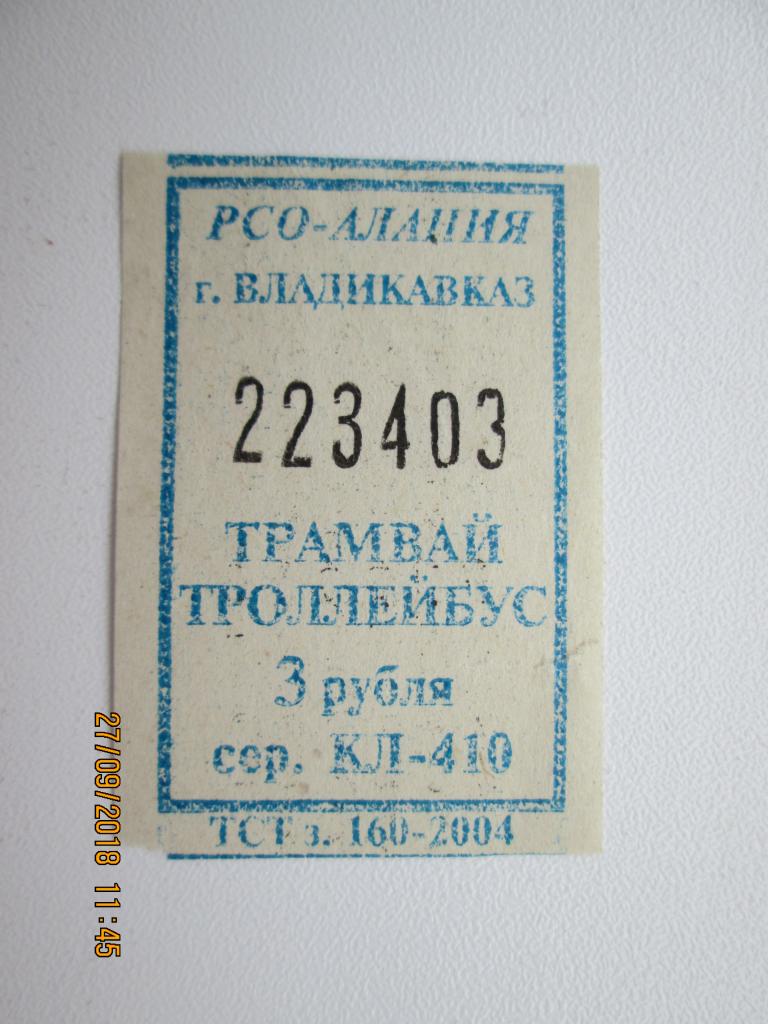 РСО-АЛАНИЯ
г. ВЛАДИКАВКАЗ
223403
ТРАМВАЙ
ТРОЛЛЕЙБУС
3 рубля
сер. КЛ-410
ТСТ з. 160-2004
27/09/2018 11:45